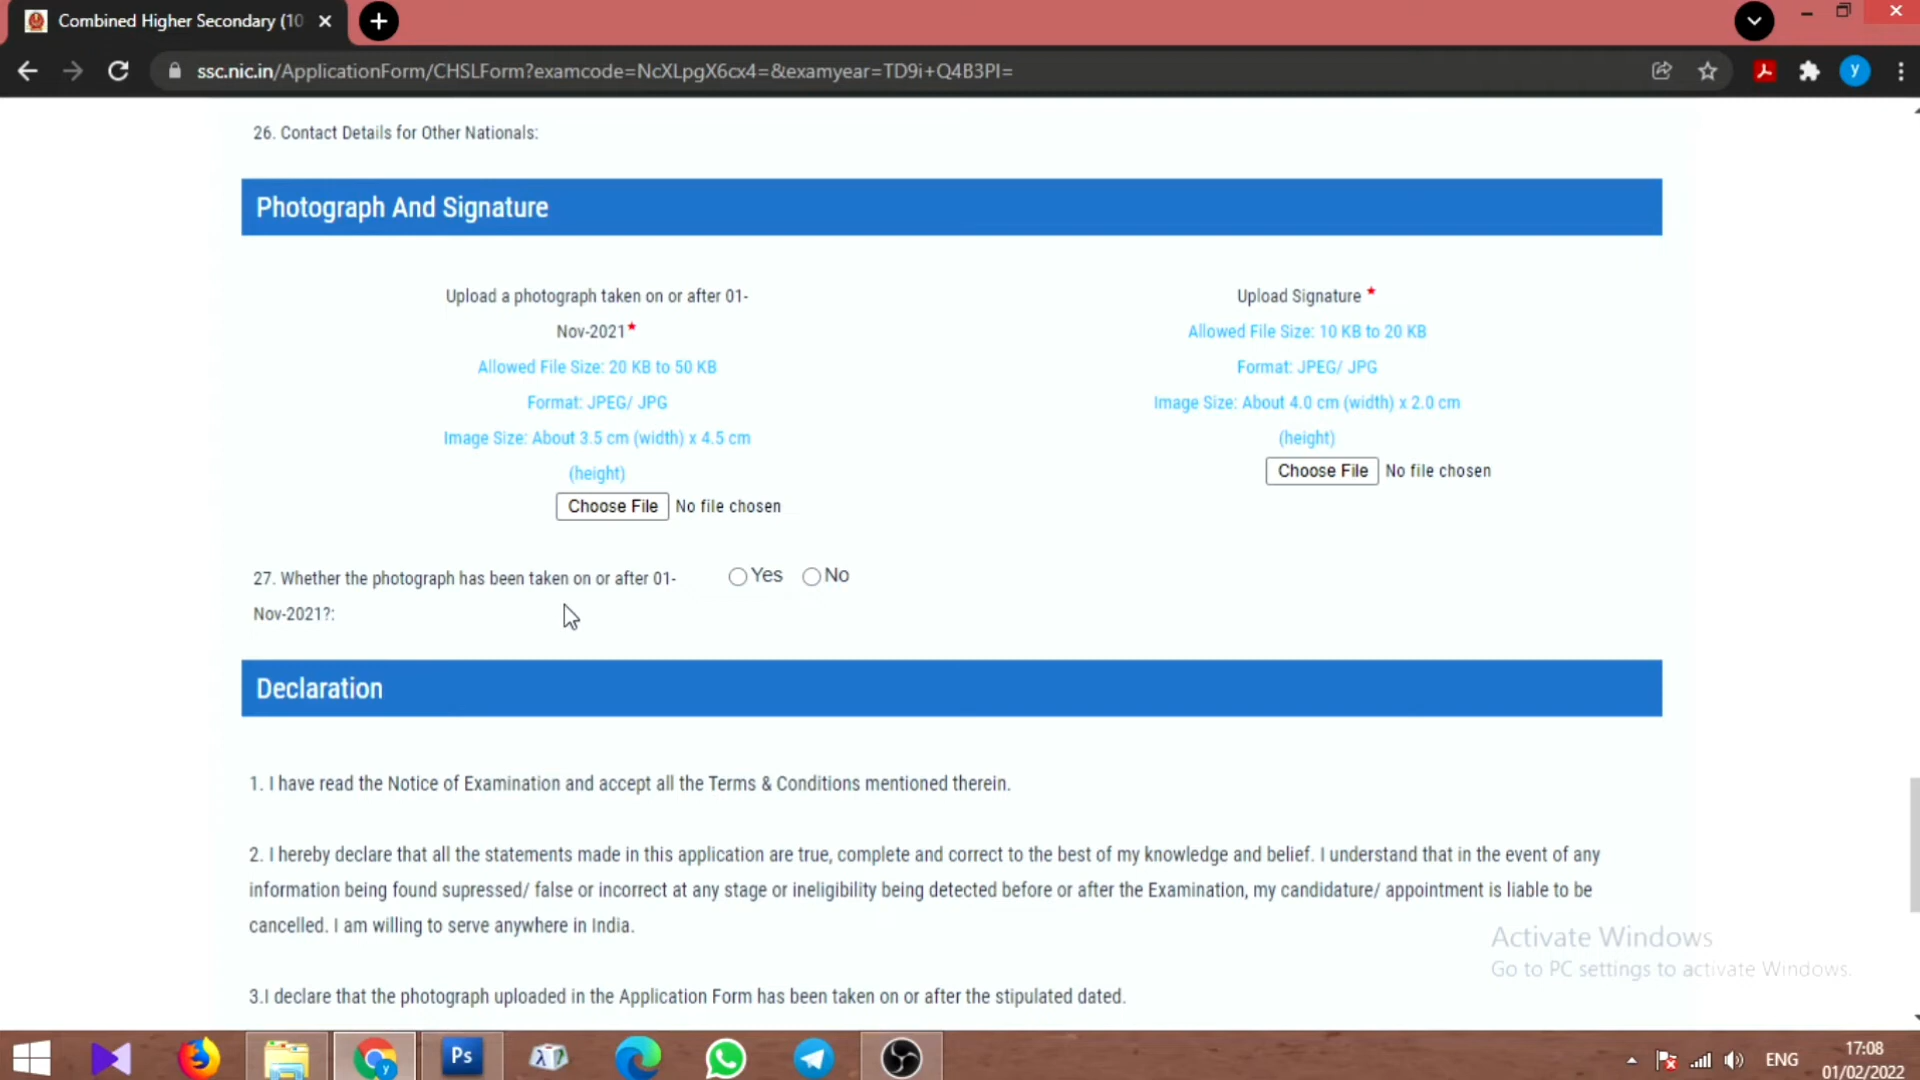 Combined Higher Secondary (10
ssc.nic.in/ApplicationForm/CHSLForm?examcode=NcXLpgX6cx4=&examyear=TD9i+Q4B3PI=
y
26. Contact Details for Other Nationals:
Photograph And Signature
Upload a photograph taken on or after 01-
Nov-2021*
Allowed File Size: 20 KB to 50 KB
Format: JPEG/ JPG
Image Size: About 3.5 cm (width) x 4.5 cm
(height)
Choose File No file chosen
Upload Signature *
Allowed File Size: 10 KB to 20 KB
Format: JPEG/ JPG
Image Size: About 4.0 cm (width) x 2.0 cm
(height)
Choose File No file chosen
27. Whether the photograph has been taken on or after 01-
Nov-2021?:
Yes No
Declaration
1. I have read the Notice of Examination and accept all the Terms & Conditions mentioned therein.
2. I hereby declare that all the statements made in this application are true, complete and correct to the best of my knowledge and belief. I understand that in the event of any
information being found supressed/ false or incorrect at any stage or ineligibility being detected before or after the Examination, my candidature/ appointment is liable to be
cancelled. I am willing to serve anywhere in India.
3.I declare that the photograph uploaded in the Application Form has been taken on or after the stipulated dated.
Activate Windows
Go to PC settings to activate Windows.
y
Ps
ENG
17:08
01/02/2022